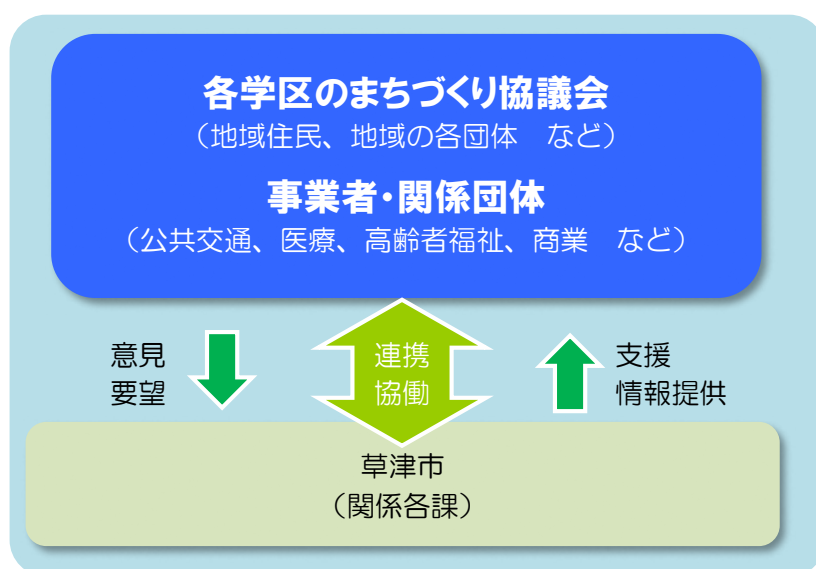 各学区のまちづくり協議会
（地域住民、地域の各団体　など）
事業者・関係団体
（公共交通、医療、高齢者福祉、商業　など）
意見
要望
連携
協働
支援
情報提供
草津市
（関係各課）